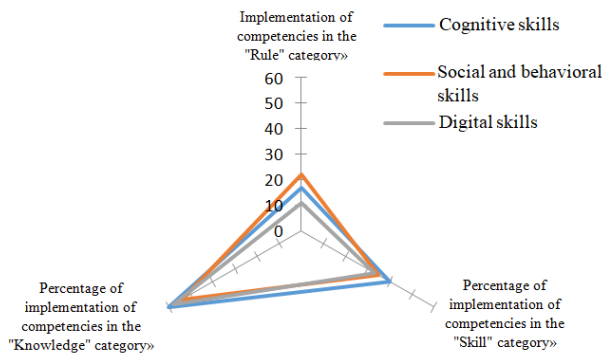 Implementation of
competencies in the
"Rule" category»
Cognitive skills
Social and behavioral
skills
Digital skills
60
50
40
30
20
10
0
Percentage of
implementation of
competencies in the
"Knowledge" category»
Percentage of
implementation of
competencies in the
"Skill" category»